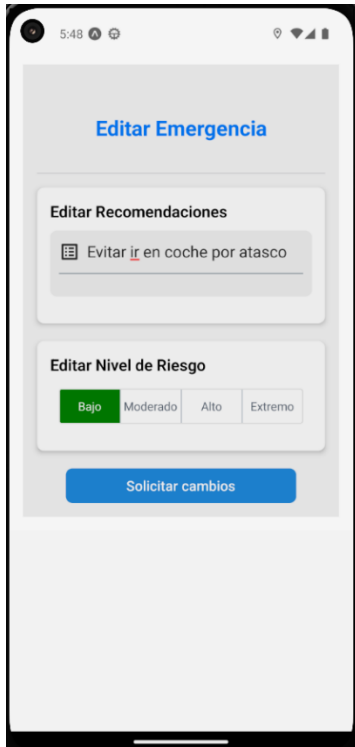 5:48
Editar Emergencia
Editar Recomendaciones
Evitar ir en coche por atasco
Editar Nivel de Riesgo
Bajo Moderado Alto Extremo
Solicitar cambios